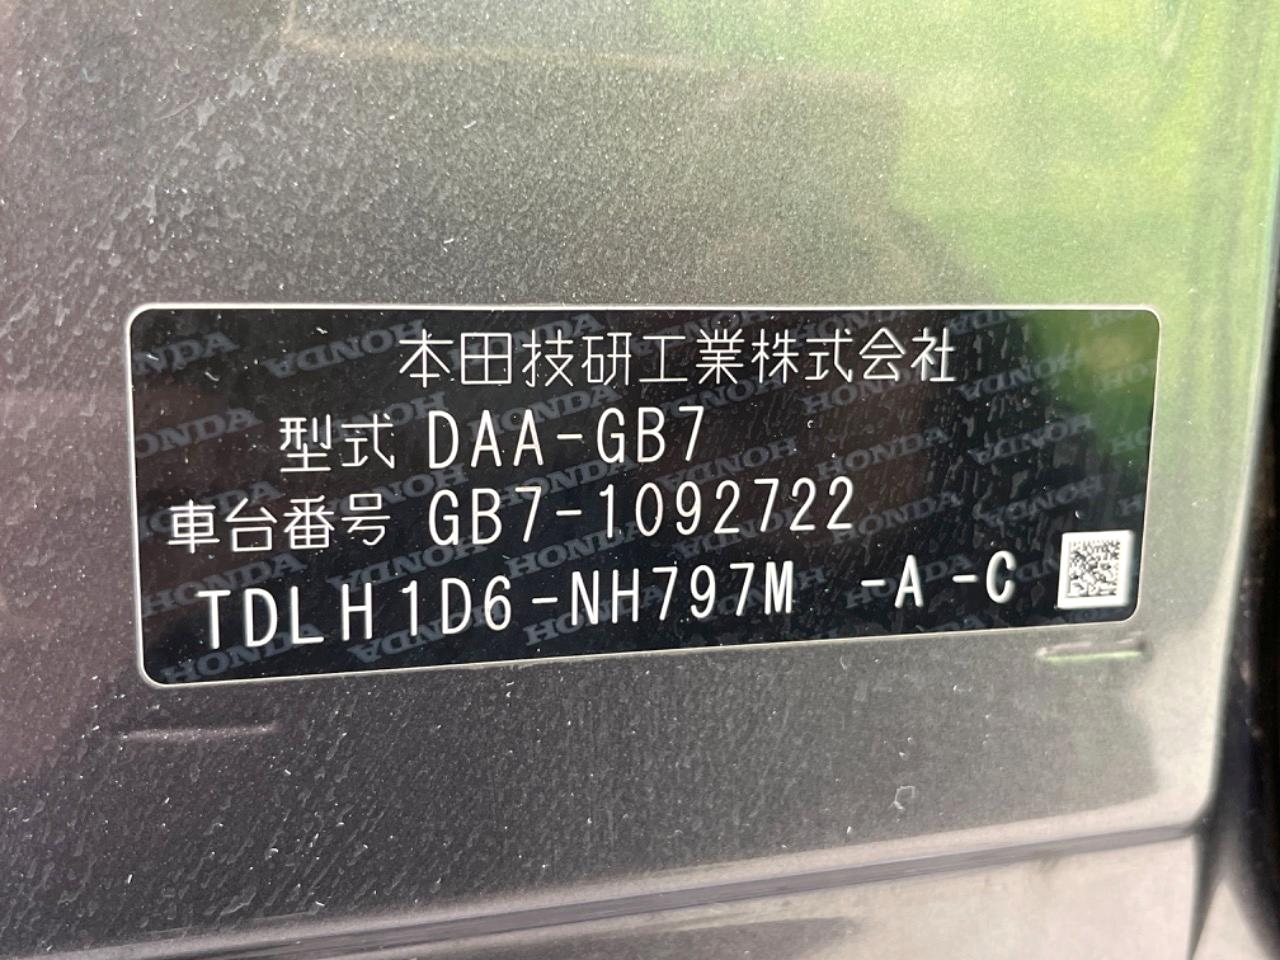 本田技研工業株式会社
型式 DAA-GB7
車台番号 GB7-1092722
TDLH1D6-NH797M -A -C